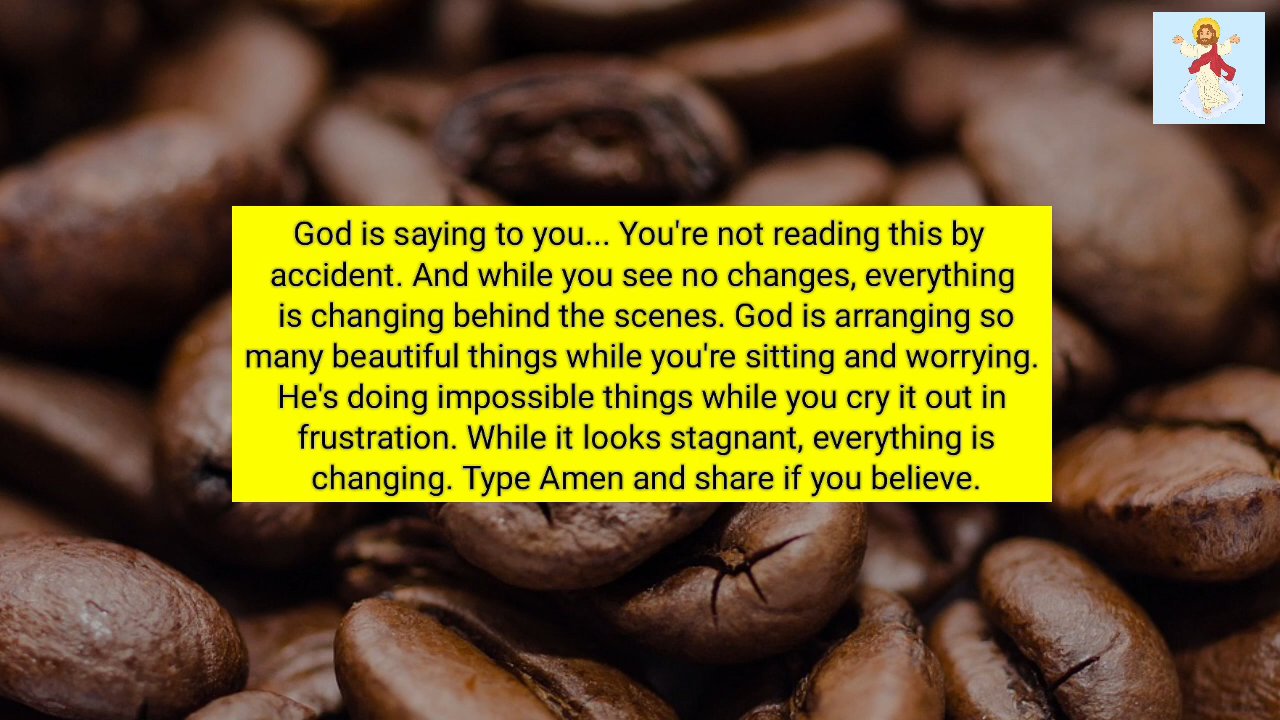 God is saying to you... You're not reading this by
accident. And while you see no changes, everything
is changing behind the scenes. God is arranging so
many beautiful things while you're sitting and worrying.
He's doing impossible things while you cry it out in
frustration. While it looks stagnant, everything is
changing. Type Amen and share if you believe.